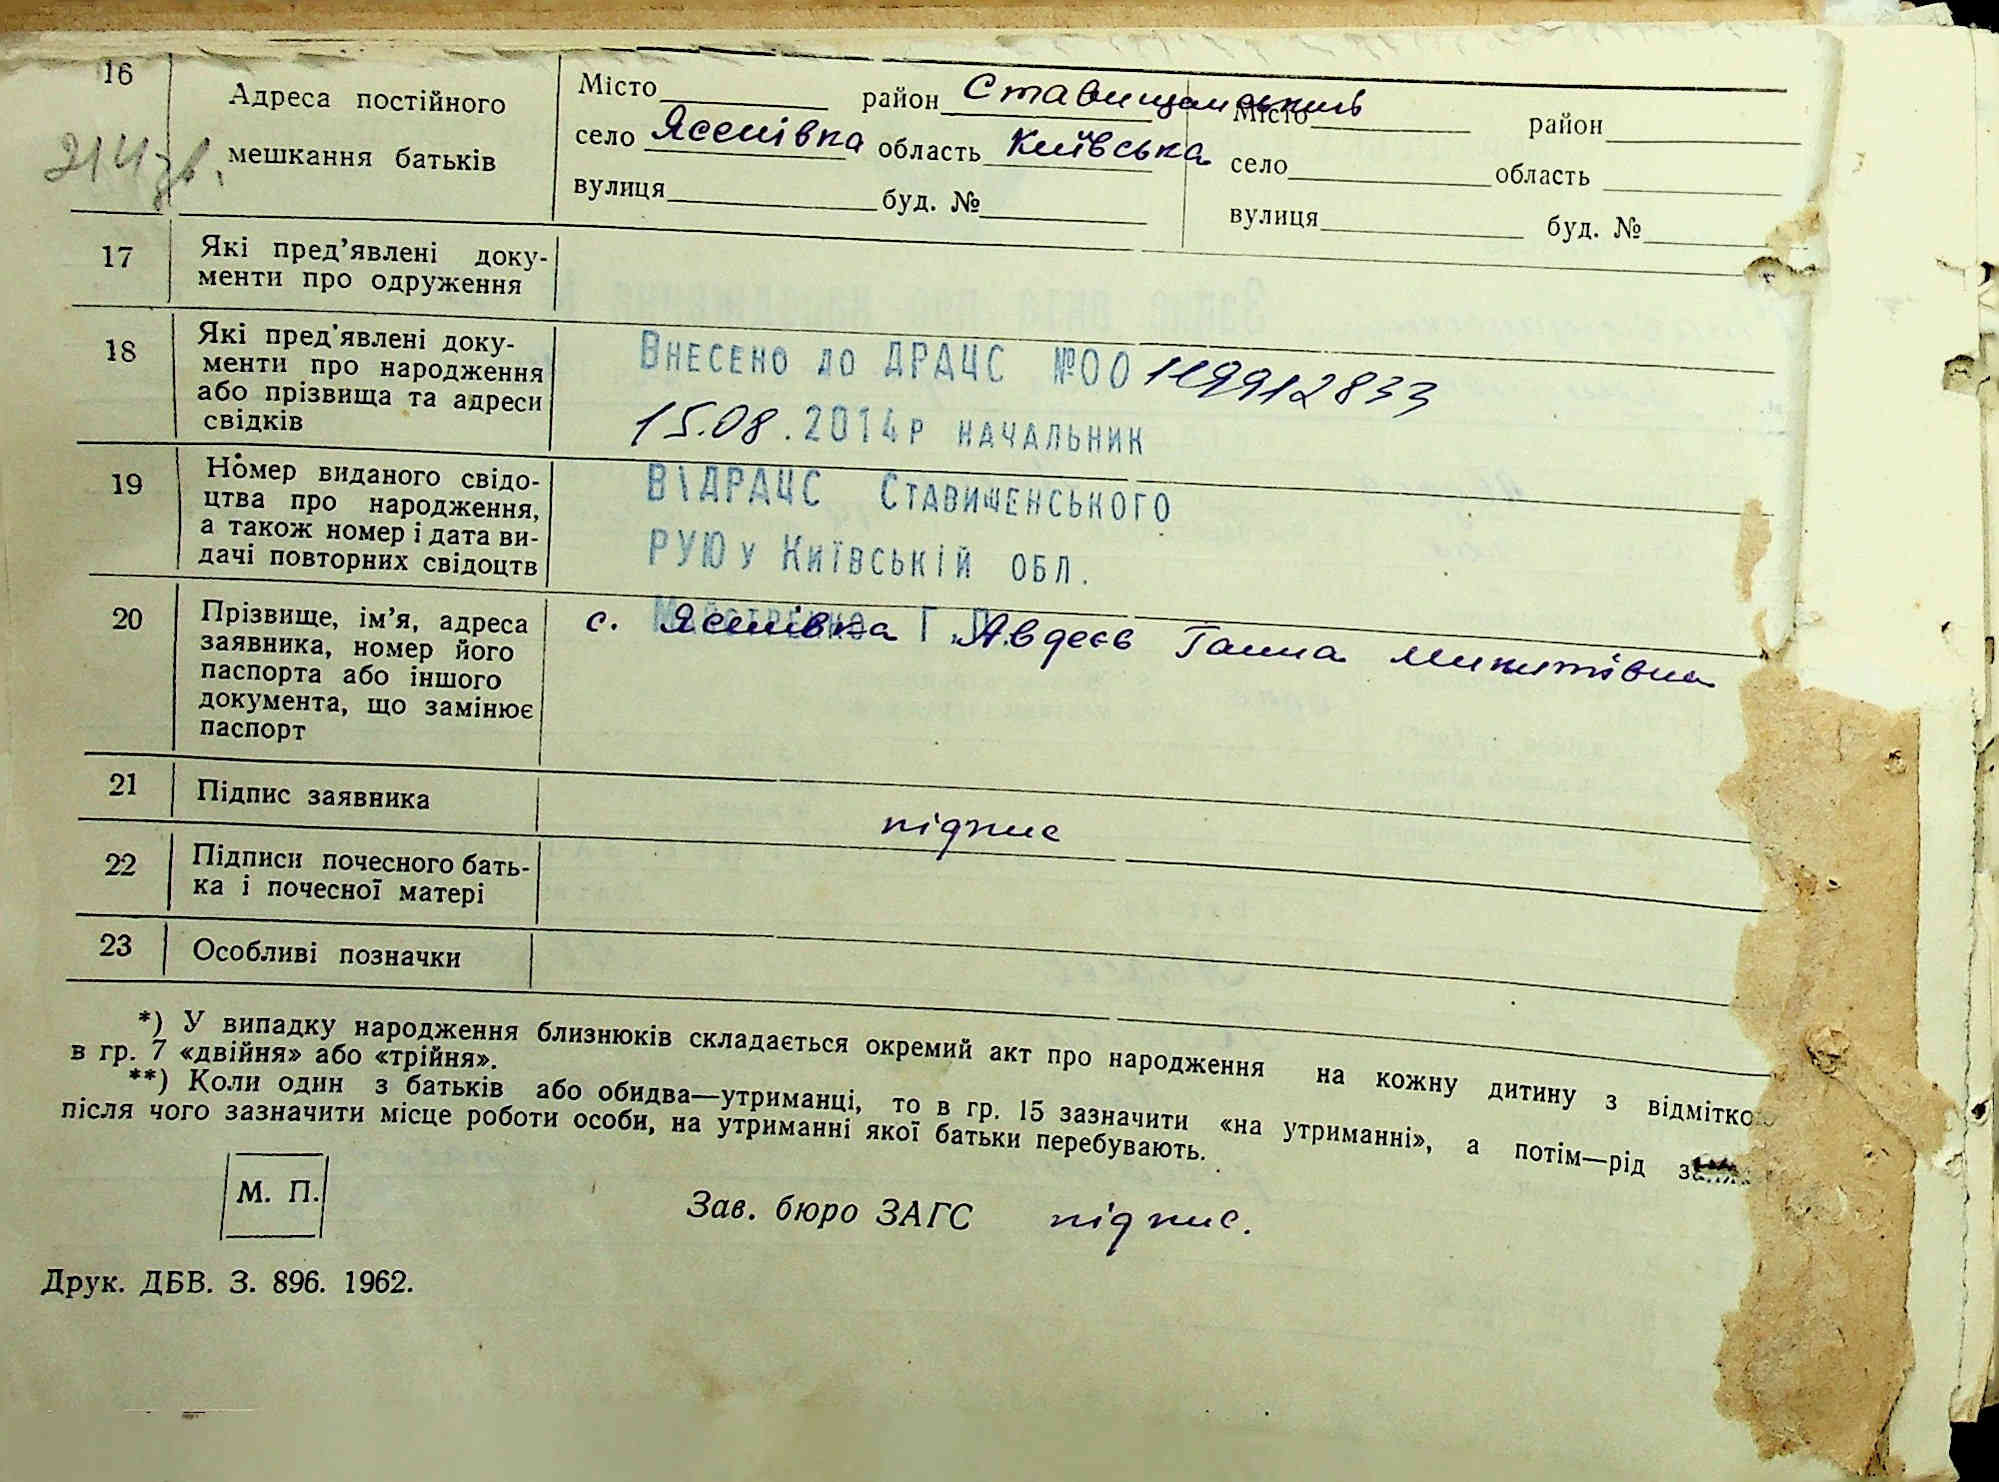 16 Адреса постійного мешкання батьків
214зв.
Місто район Ставищанський
село Ясенівка область Київська
вулиця буд. №
Місто район
село область
вулиця буд. №
17 Які пред’явлені доку-
менти про одруження
18 Які пред'явлені доку-
менти про народження
або прізвища та адреси
свідків
Внесено до ДРАЦС №00119912833
15.08.2014р начальник
19 Номер виданого свідо-
цтва про народження,
а також номер і дата ви-
дачі повторних свідоцтв
ВІДРАЦС Ставищенського
РУЮ у Київській обл.
20 Прізвище, ім’я, адреса
заявника, номер його
паспорта або іншого
документа, що замінює
паспорт
с. Ясенівка Авдеєв Ганна Микитівна
21 Підпис заявника
підпис
22 Підписи почесного бать-
ка і почесної матері
23 Особливі позначки
*) У випадку народження близнюків складається окремий акт про народження на кожну дитину з відміткою
в гр. 7 «двійня» або «трійня».
**) Коли один з батьків або обидва—утриманці, то в гр. 15 зазначити «на утриманні», а потім—рід
після чого зазначити місце роботи особи, на утриманні якої батьки перебувають.
М. П.
Зав. бюро ЗАГС підпис.
Друк. ДБВ. З. 896. 1962.